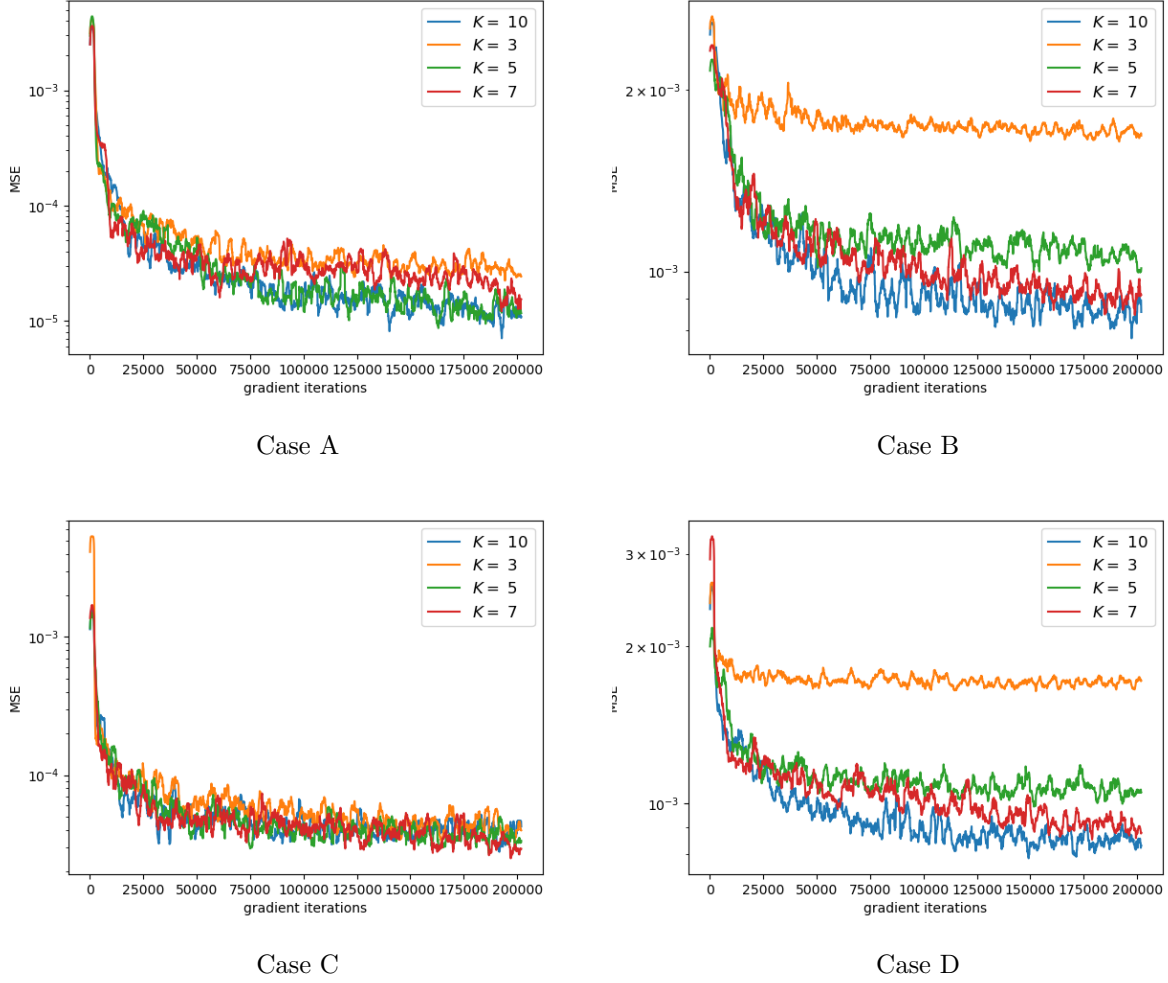 K = 10
K = 3
K = 5
K = 7
10⁻³
10⁻⁴
10⁻⁵
MSE
0 25000 50000 75000 100000 125000 150000 175000 200000
gradient iterations
Case A
K = 10
K = 3
K = 5
K = 7
2 × 10⁻³
10⁻³
MSE
0 25000 50000 75000 100000 125000 150000 175000 200000
gradient iterations
Case B
K = 10
K = 3
K = 5
K = 7
10⁻³
10⁻⁴
MSE
0 25000 50000 75000 100000 125000 150000 175000 200000
gradient iterations
Case C
K = 10
K = 3
K = 5
K = 7
3 × 10⁻³
2 × 10⁻³
10⁻³
MSE
0 25000 50000 75000 100000 125000 150000 175000 200000
gradient iterations
Case D